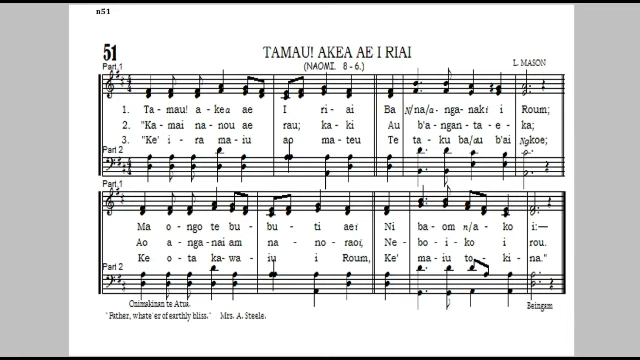 n51
51
TAMAU! AKEA AE I RIAI
(NAOMI. 8-6.)
L. MASON
Part.1
1. Ta-mau! a-kea ae I ri-ai Ba N/na/a-nga-naki i Roum;
2. "Ka-mai na-nou ae rau; ka-ki Au b'a-ngan-ta-e-ka;
3. "Ke' i-ra ma-iu ao ma-teu Te ta-ku ba/au b'ai Ngkoe;
Part 2
Part.1
Ma o-ngo te bu-bu-ti aei Ni ba-om n/a-ko i:—
Ao a-nga-nai am na-no-raoi, Ne-bo-i-ko i rou.
Ke o-ta ka-wa-iu i Roum, Ke' ma-iu to-ki-na."
Part 2
Onimakinan te Atua.
Beingam
"Father, whate'er of earthly bliss." Mrs. A. Steele.